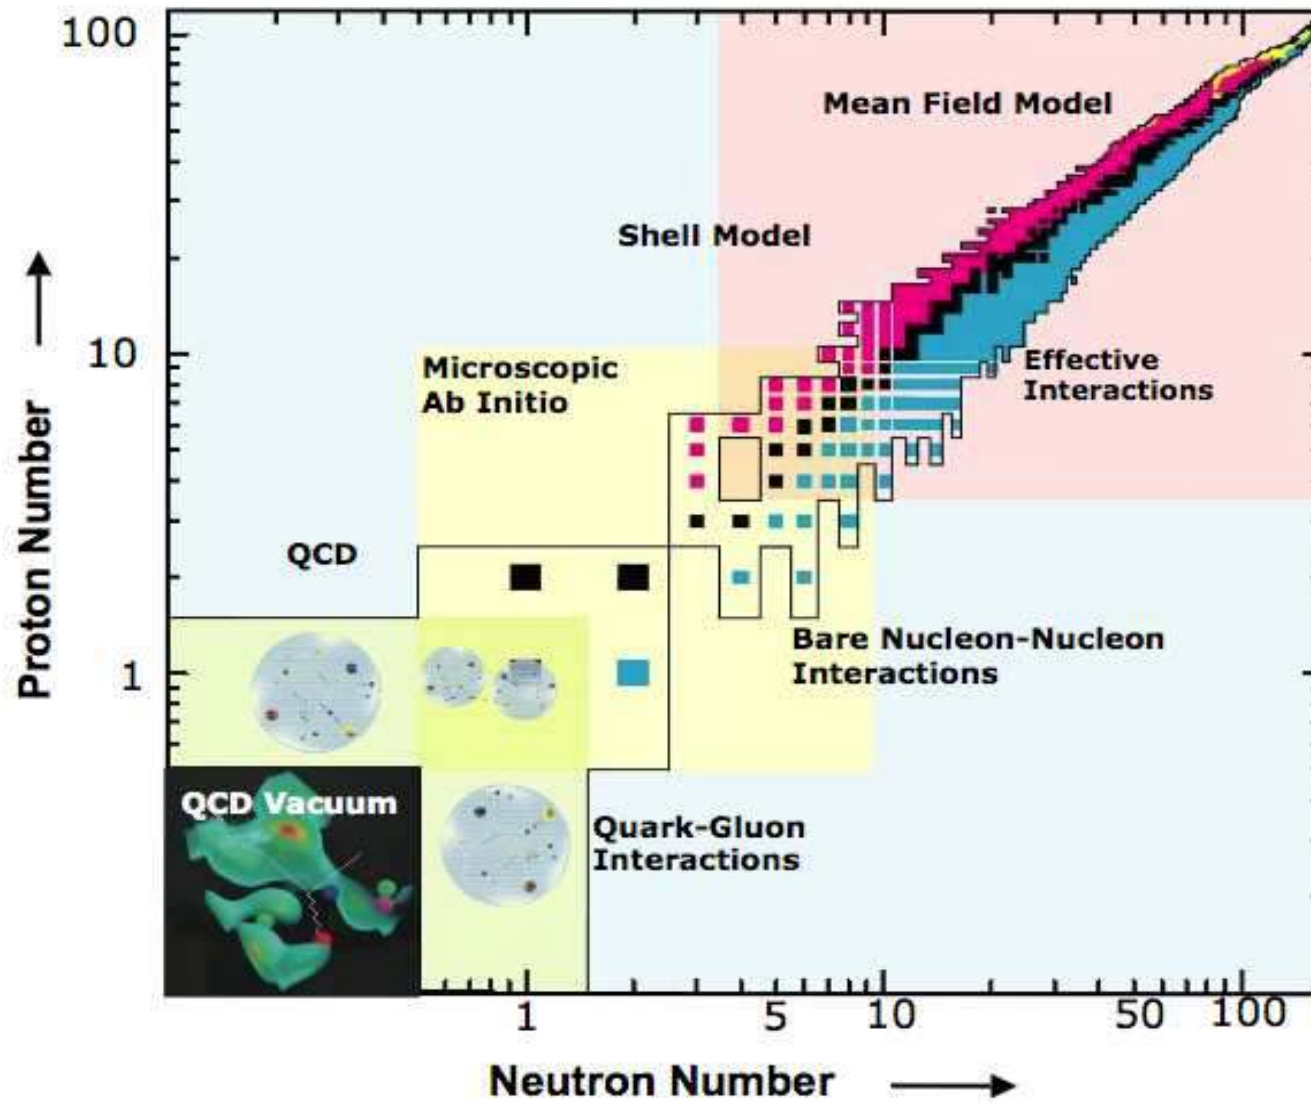 100
10
1
Proton Number
Mean Field Model
Shell Model
Microscopic
Ab Initio
Effective
Interactions
QCD
Bare Nucleon-Nucleon
Interactions
QCD Vacuum
Quark-Gluon
Interactions
1
5
10
50
100
Neutron Number